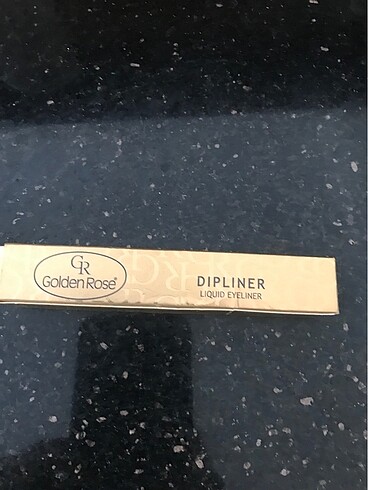 GR
Golden Rose®
DIPLINER
LIQUID EYELINER